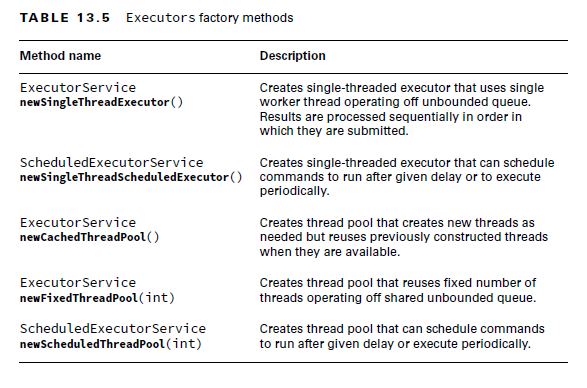 TABLE 13.5 Executors factory methods
Method name Description
ExecutorService
newSingleThreadExecutor()
Creates single-threaded executor that uses single
worker thread operating off unbounded queue.
Results are processed sequentially in order in
which they are submitted.
ScheduledExecutorService
newSingleThreadScheduledExecutor()
Creates single-threaded executor that can schedule
commands to run after given delay or to execute
periodically.
ExecutorService
newCachedThreadPool()
Creates thread pool that creates new threads as
needed but reuses previously constructed threads
when they are available.
ExecutorService
newFixedThreadPool(int)
Creates thread pool that reuses fixed number of
threads operating off shared unbounded queue.
ScheduledExecutorService
newScheduledThreadPool(int)
Creates thread pool that can schedule commands
to run after given delay or execute periodically.